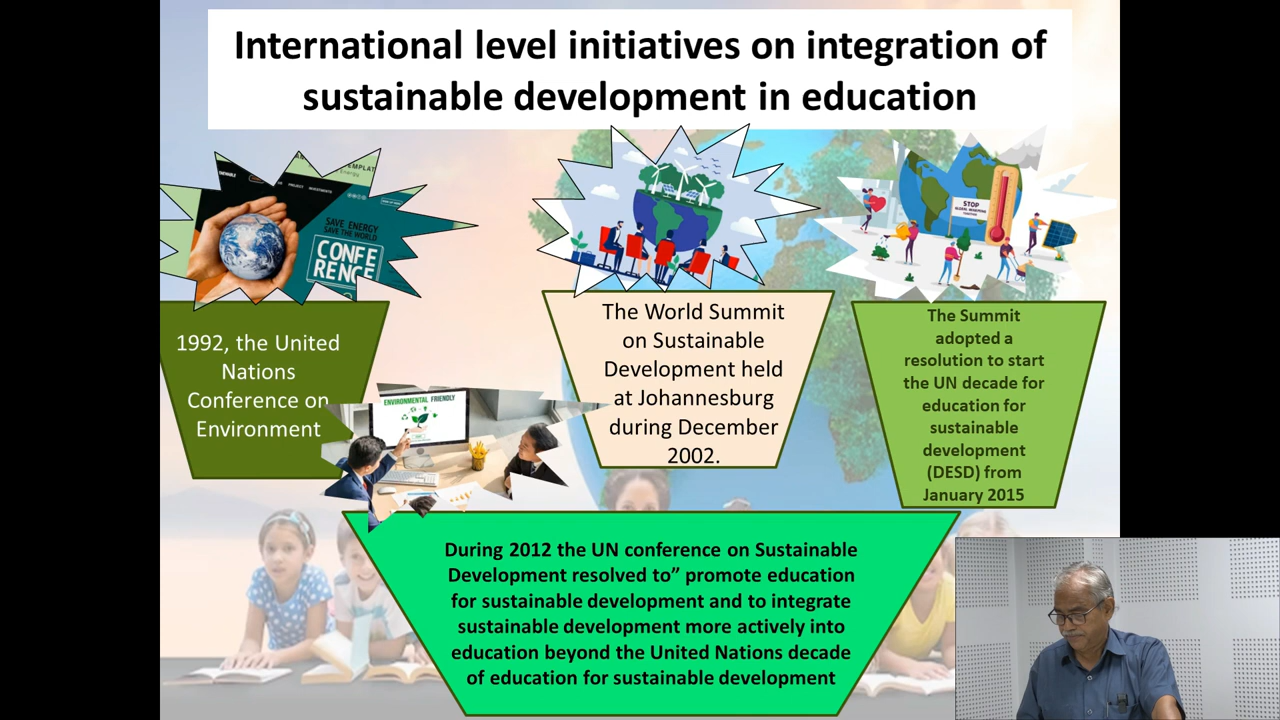 International level initiatives on integration of
sustainable development in education
SAVE ENERGY
SAVE THE WORLD
CONFE
RENCE
STOP
GLOBAL WARMING
1992, the United
Nations
Conference on
Environment
ENVIRONMENTAL FRIENDLY
The World Summit
on Sustainable
Development held
at Johannesburg
during December
2002.
The Summit
adopted a
resolution to start
the UN decade for
education for
sustainable
development
(DESD) from
January 2015
During 2012 the UN conference on Sustainable
Development resolved to” promote education
for sustainable development and to integrate
sustainable development more actively into
education beyond the United Nations decade
of education for sustainable development